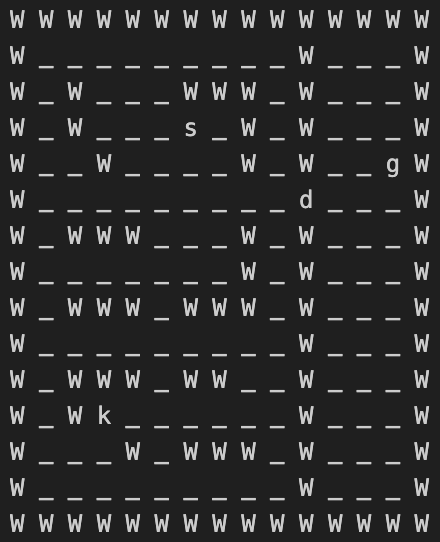 W W W W W W W W W W W W W W W
W _ _ _ _ _ _ _ _ _ W _ _ _ W
W _ W _ _ _ W W W _ W _ _ _ W
W _ W _ _ _ s _ W _ W _ _ _ W
W _ _ W _ _ _ _ W _ W _ _ g W
W _ _ _ _ _ _ _ _ _ d _ _ _ W
W _ W W W _ _ _ W _ W _ _ _ W
W _ _ _ _ _ _ _ W _ W _ _ _ W
W _ W W W _ W W W _ W _ _ _ W
W _ _ _ _ _ _ _ _ _ W _ _ _ W
W _ W W W _ W W _ _ W _ _ _ W
W _ W k _ _ _ _ _ _ W _ _ _ W
W _ _ _ W _ W W W _ W _ _ _ W
W _ _ _ _ _ _ _ _ _ W _ _ _ W
W W W W W W W W W W W W W W W